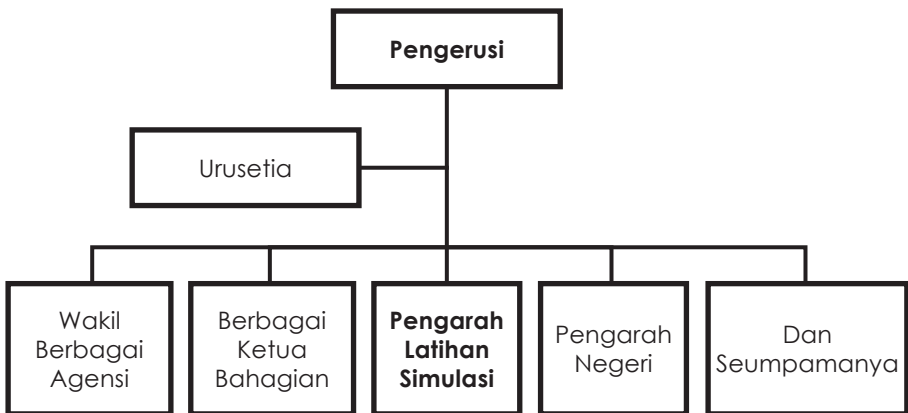 Pengerusi
Urusetia
Wakil
Berbagai
Agensi
Berbagai
Ketua
Bahagian
Pengarah
Latihan
Simulasi
Pengarah
Negeri
Dan
Seumpamanya